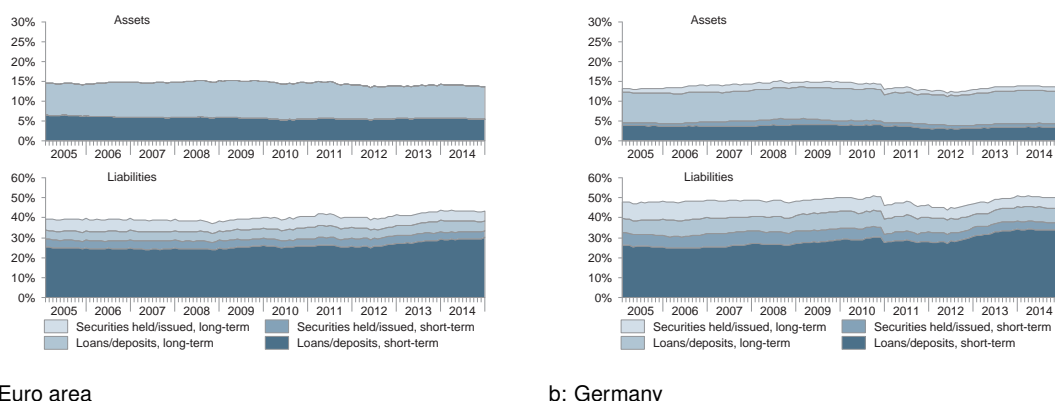 Assets
30%
25%
20%
15%
10%
5%
0%
2005 2006 2007 2008 2009 2010 2011 2012 2013 2014
Liabilities
60%
50%
40%
30%
20%
10%
0%
2005 2006 2007 2008 2009 2010 2011 2012 2013 2014
Securities held/issued, long-term Securities held/issued, short-term
Loans/deposits, long-term Loans/deposits, short-term
Euro area
Assets
30%
25%
20%
15%
10%
5%
0%
2005 2006 2007 2008 2009 2010 2011 2012 2013 2014
Liabilities
60%
50%
40%
30%
20%
10%
0%
2005 2006 2007 2008 2009 2010 2011 2012 2013 2014
Securities held/issued, long-term Securities held/issued, short-term
Loans/deposits, long-term Loans/deposits, short-term
b: Germany